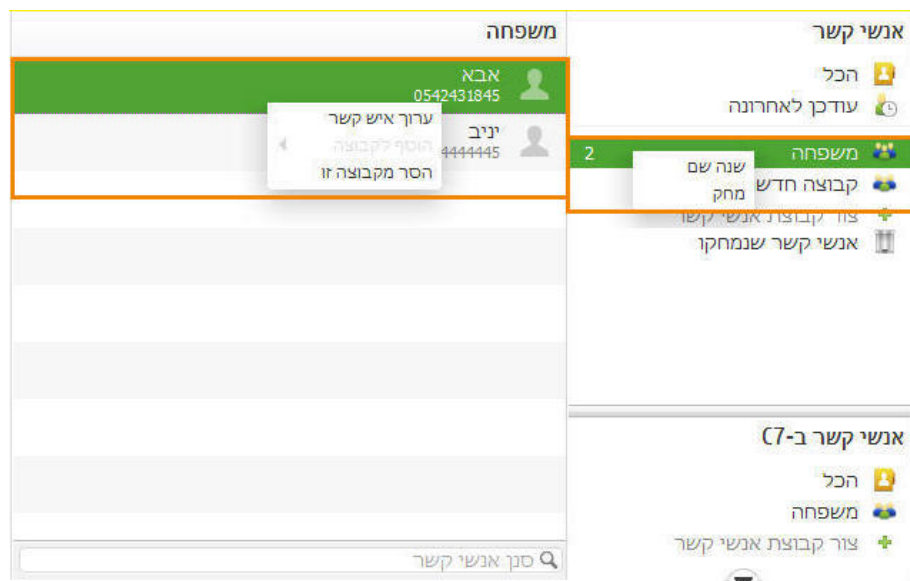 אנשי קשר
הכל
עודכן לאחרונה
משפחה 2
שנה שם
קבוצה חדש
מחק
צור קבוצת אנשי קשר
אנשי קשר שנמחקו
אנשי קשר ב-C7
הכל
משפחה
צור קבוצת אנשי קשר
משפחה
אבא
0542431845
ערוך איש קשר
יניב
הוסף לקבוצה
4444445
הסר מקבוצה זו
סנן אנשי קשר